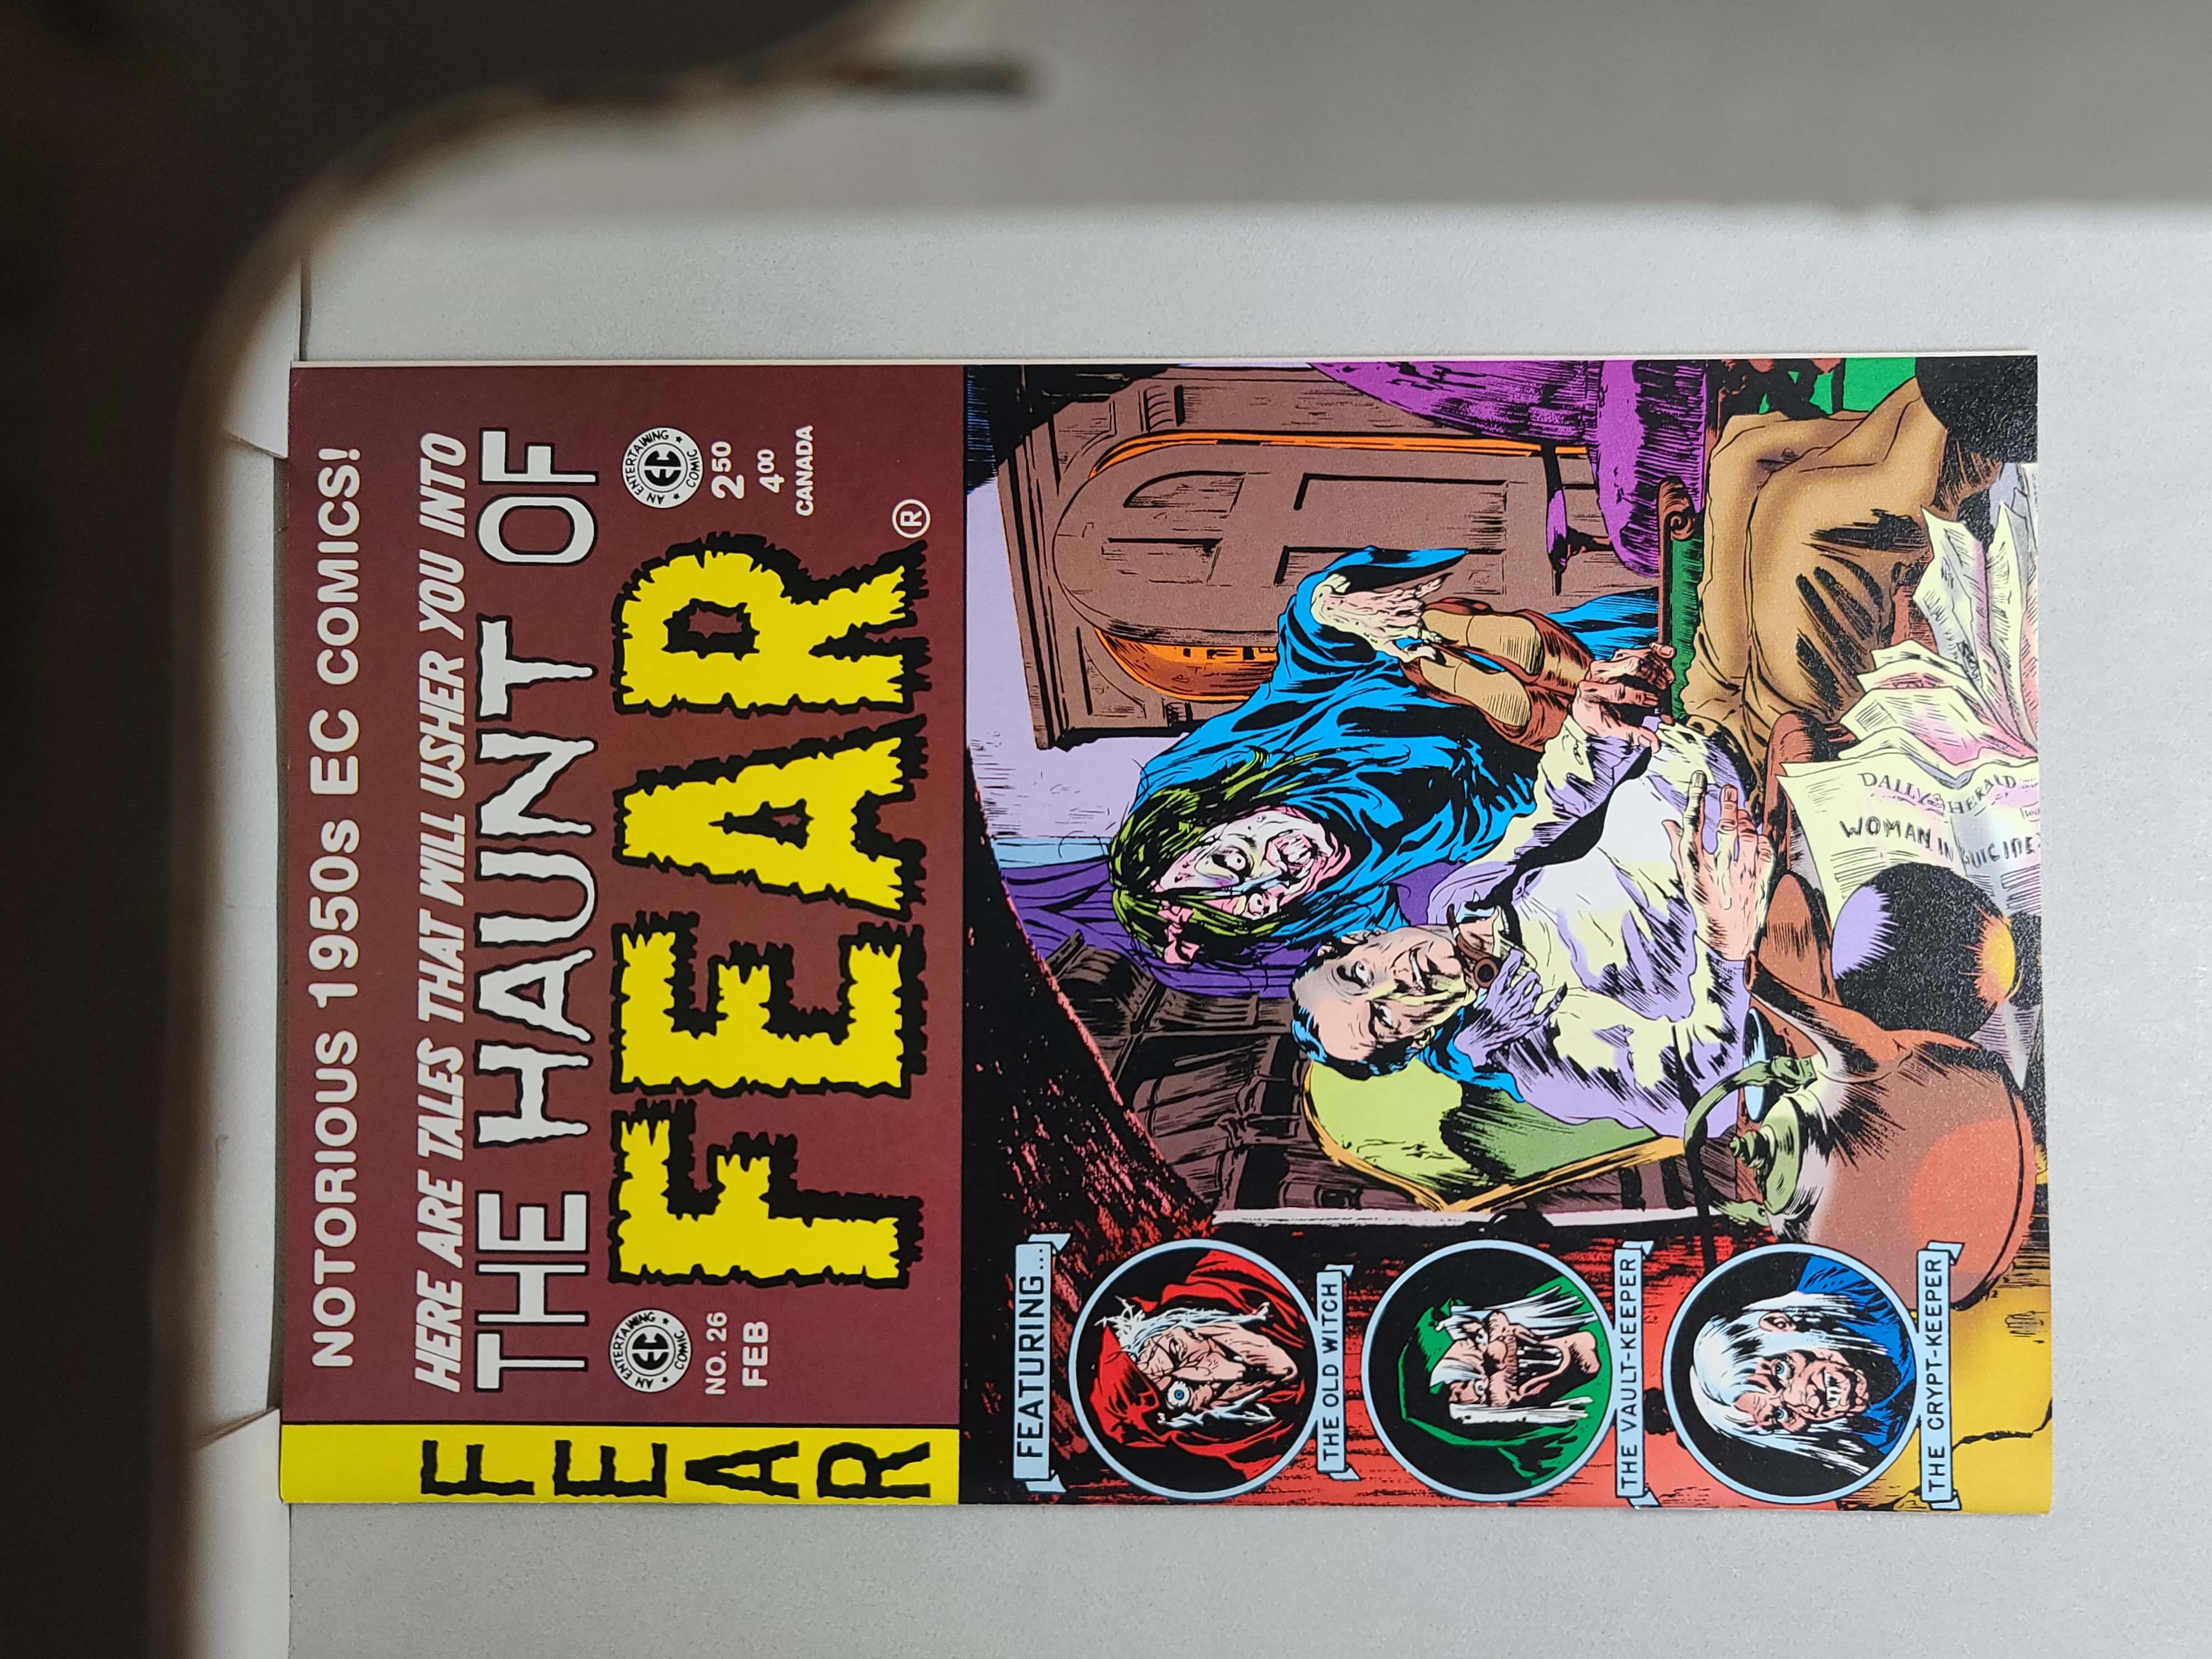 NOTORIOUS 1950s EC COMICS!
HERE ARE TALES THAT WILL USHER YOU INTO
THE HAUNT OF
FEAR
®
FEAR
AN ENTERTAINING
EC
COMIC
NO. 26
FEB
AN ENTERTAINING
EC
COMIC
2 50
4 00
CANADA
FEATURING...
THE OLD WITCH
THE VAULT-KEEPER
THE CRYPT-KEEPER
DAILY HERALD
WOMAN IN
SUICIDE